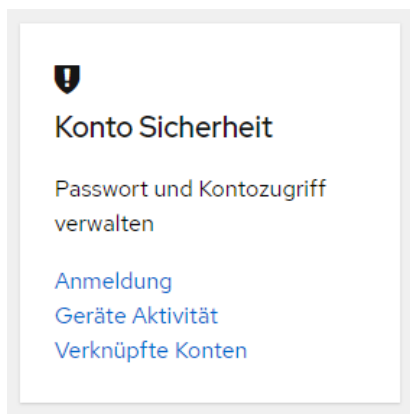 Konto Sicherheit
Passwort und Kontozugriff
verwalten
Anmeldung
Geräte Aktivität
Verknüpfte Konten